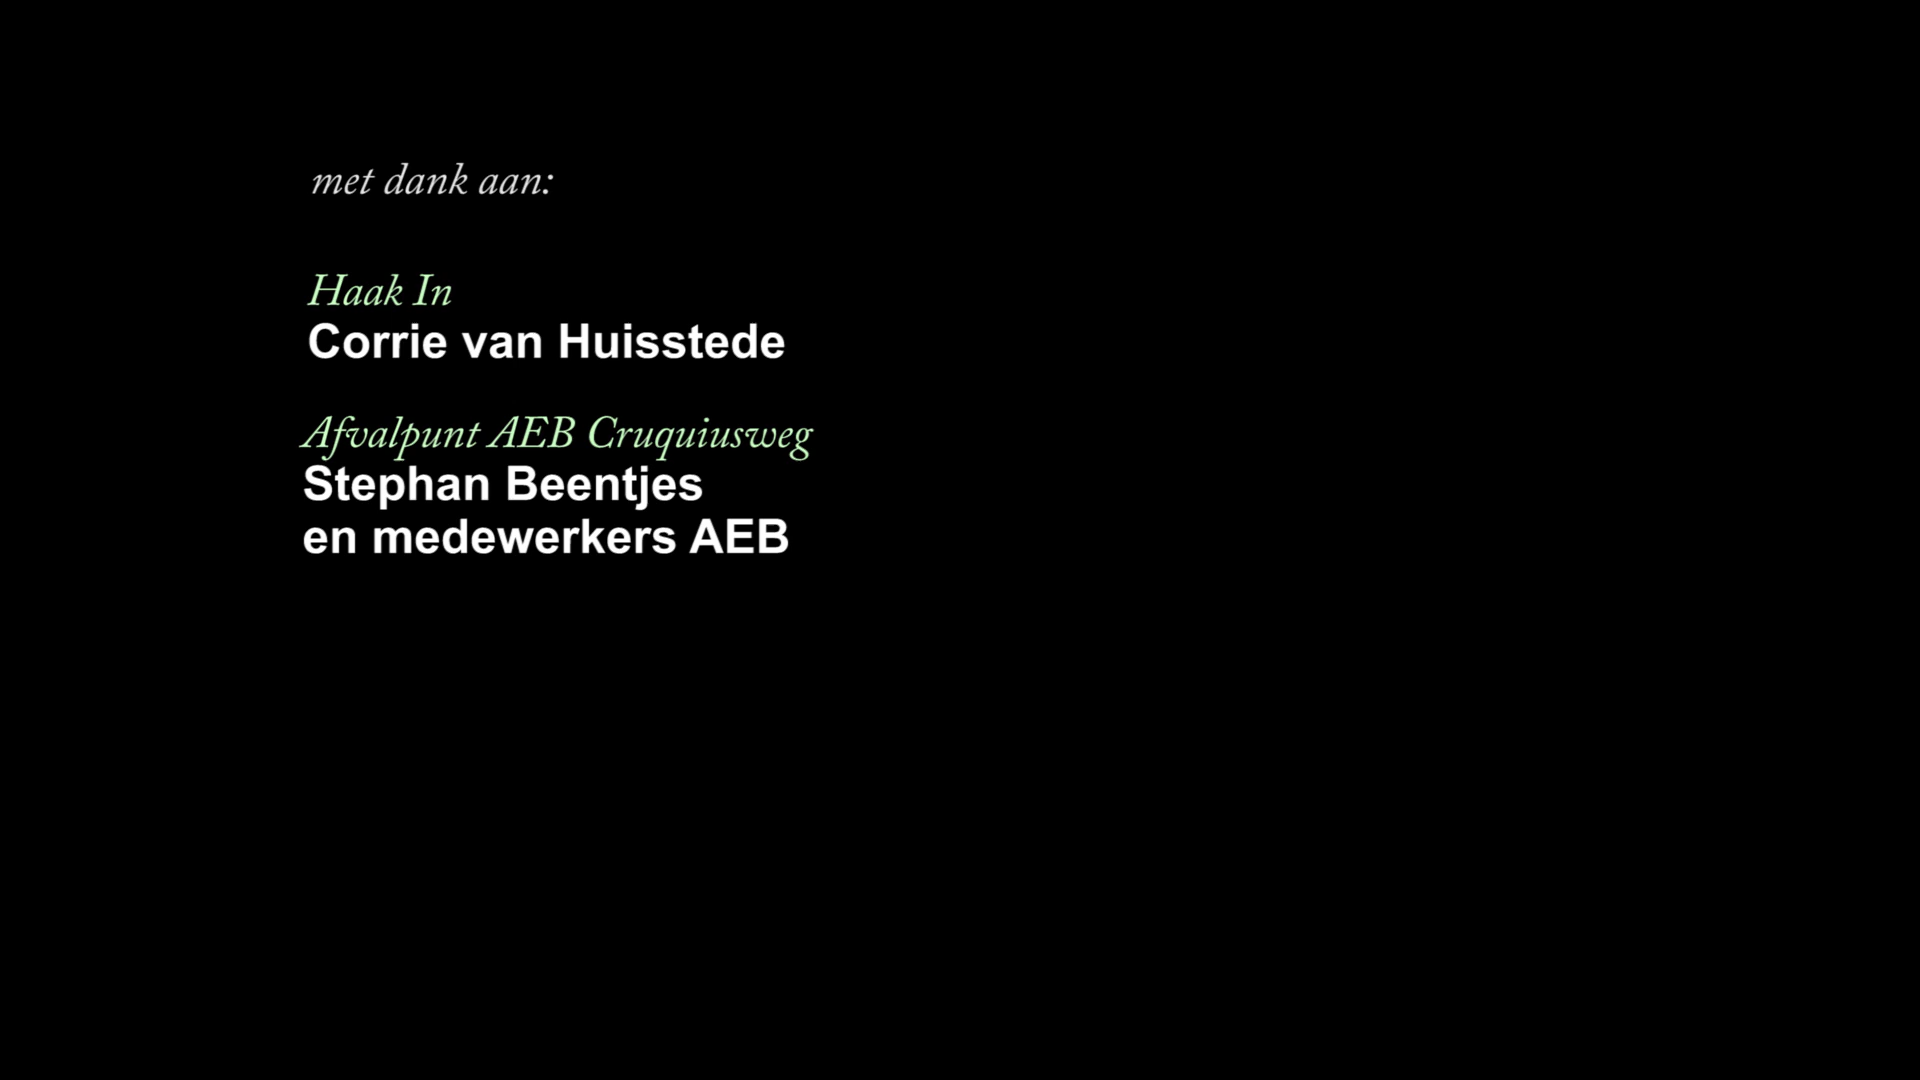 met dank aan:
Haak In
Corrie van Huisstede
Afvalpunt AEB Cruquiusweg
Stephan Beentjes
en medewerkers AEB